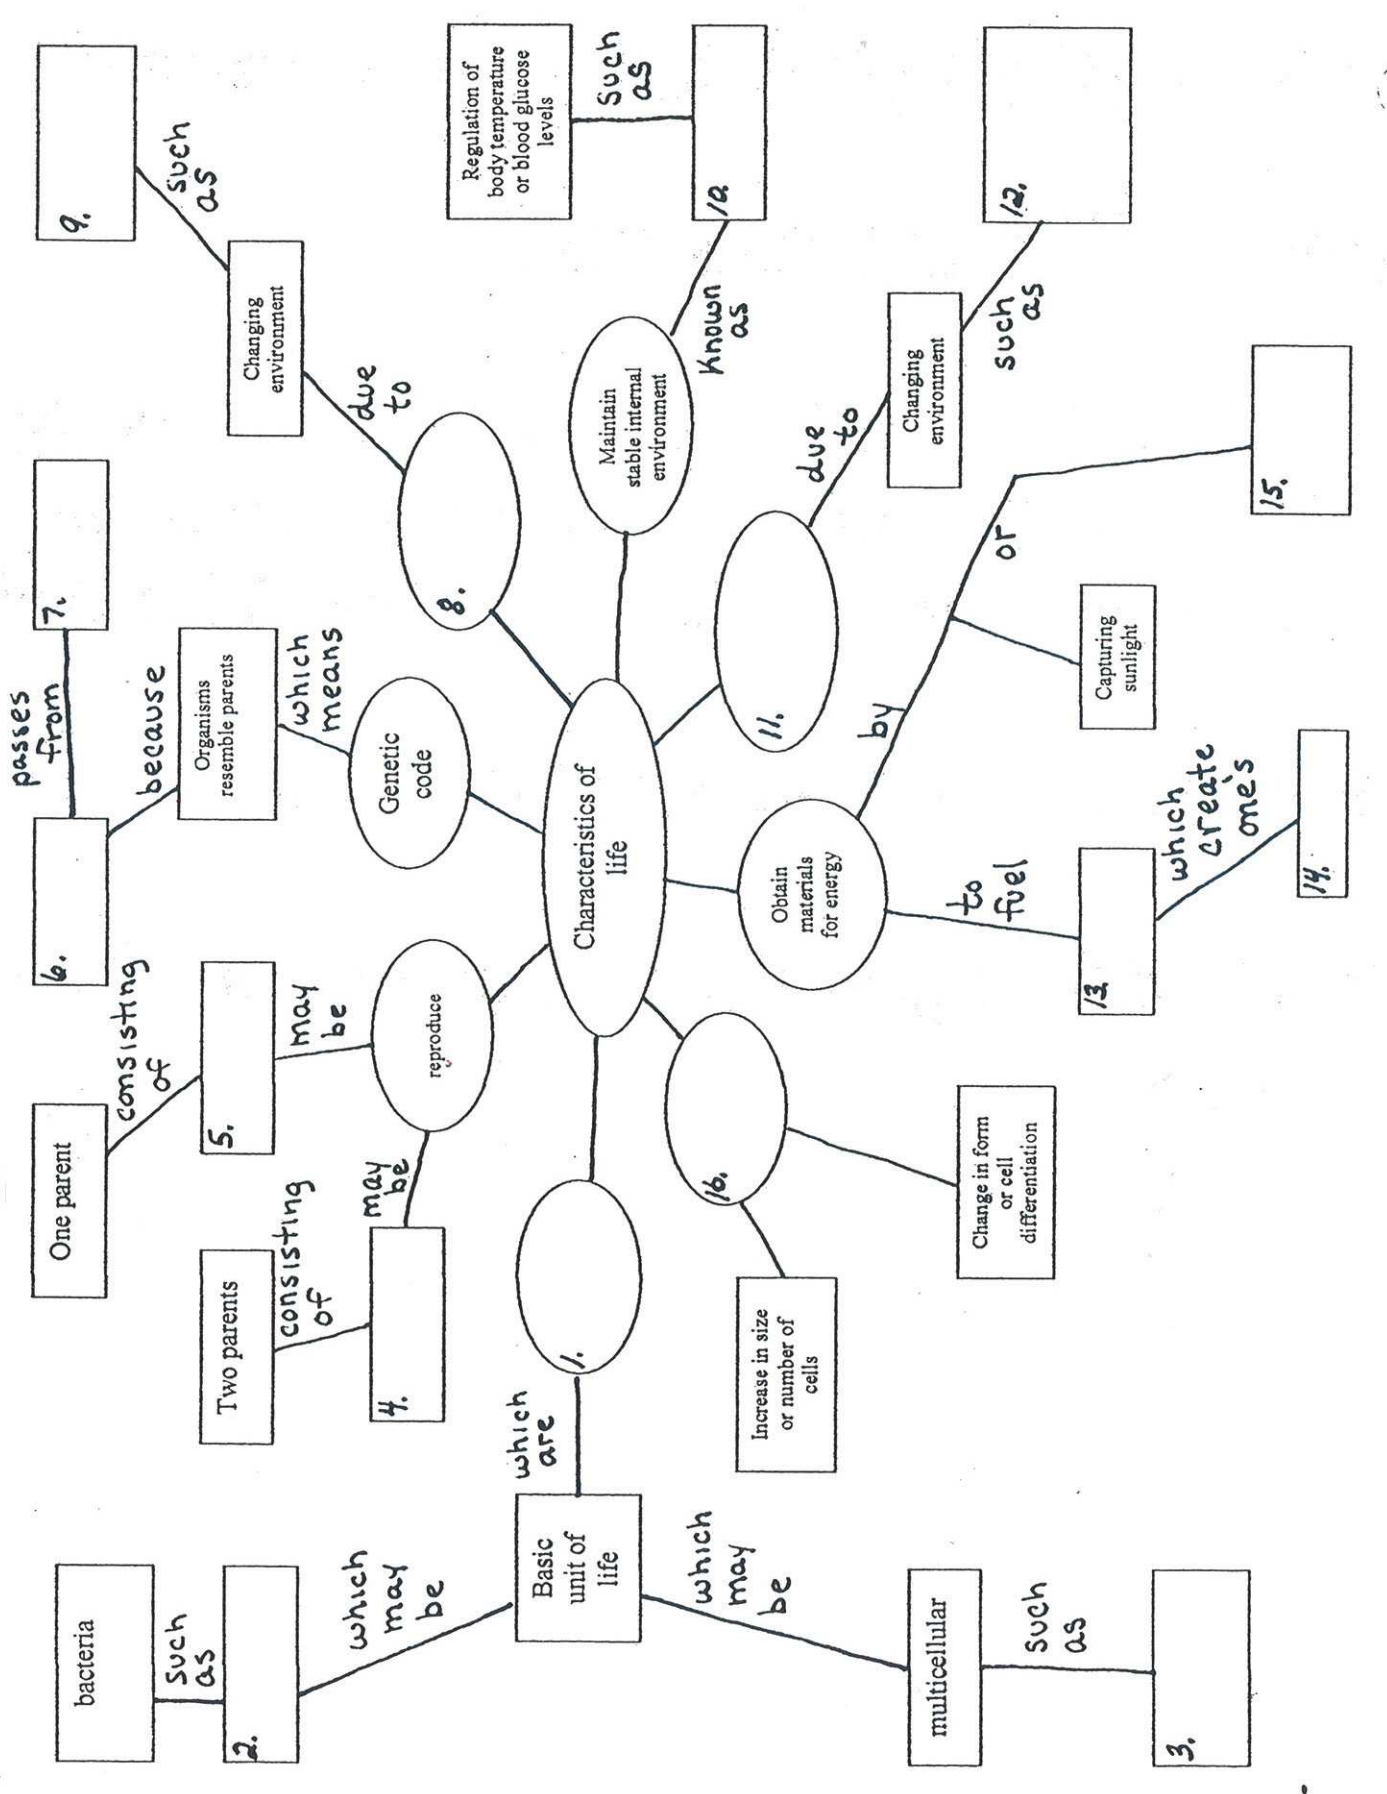 bacteria
such
as
2.
which
may
be
Basic
unit of
life
which
are
1.
which
may
be
multicellular
such
as
3.
Two parents
consisting
of
4.
may
be
One parent
consisting
of
5.
may
be
reproduce
Characteristics of
life
Genetic
code
which
means
Organisms
resemble parents
because
6.
passes
from
7.
8.
due
to
Changing
environment
such
as
9.
Maintain
stable internal
environment
Known
as
10.
such
as
Regulation of
body temperature
or blood glucose
levels
11.
due
to
Changing
environment
such
as
12.
Obtain
materials
for energy
to
fuel
13
which
create
one's
14.
by
Capturing
sunlight
or
15.
16.
Increase in size
or number of
cells
Change in form
or cell
differentiation